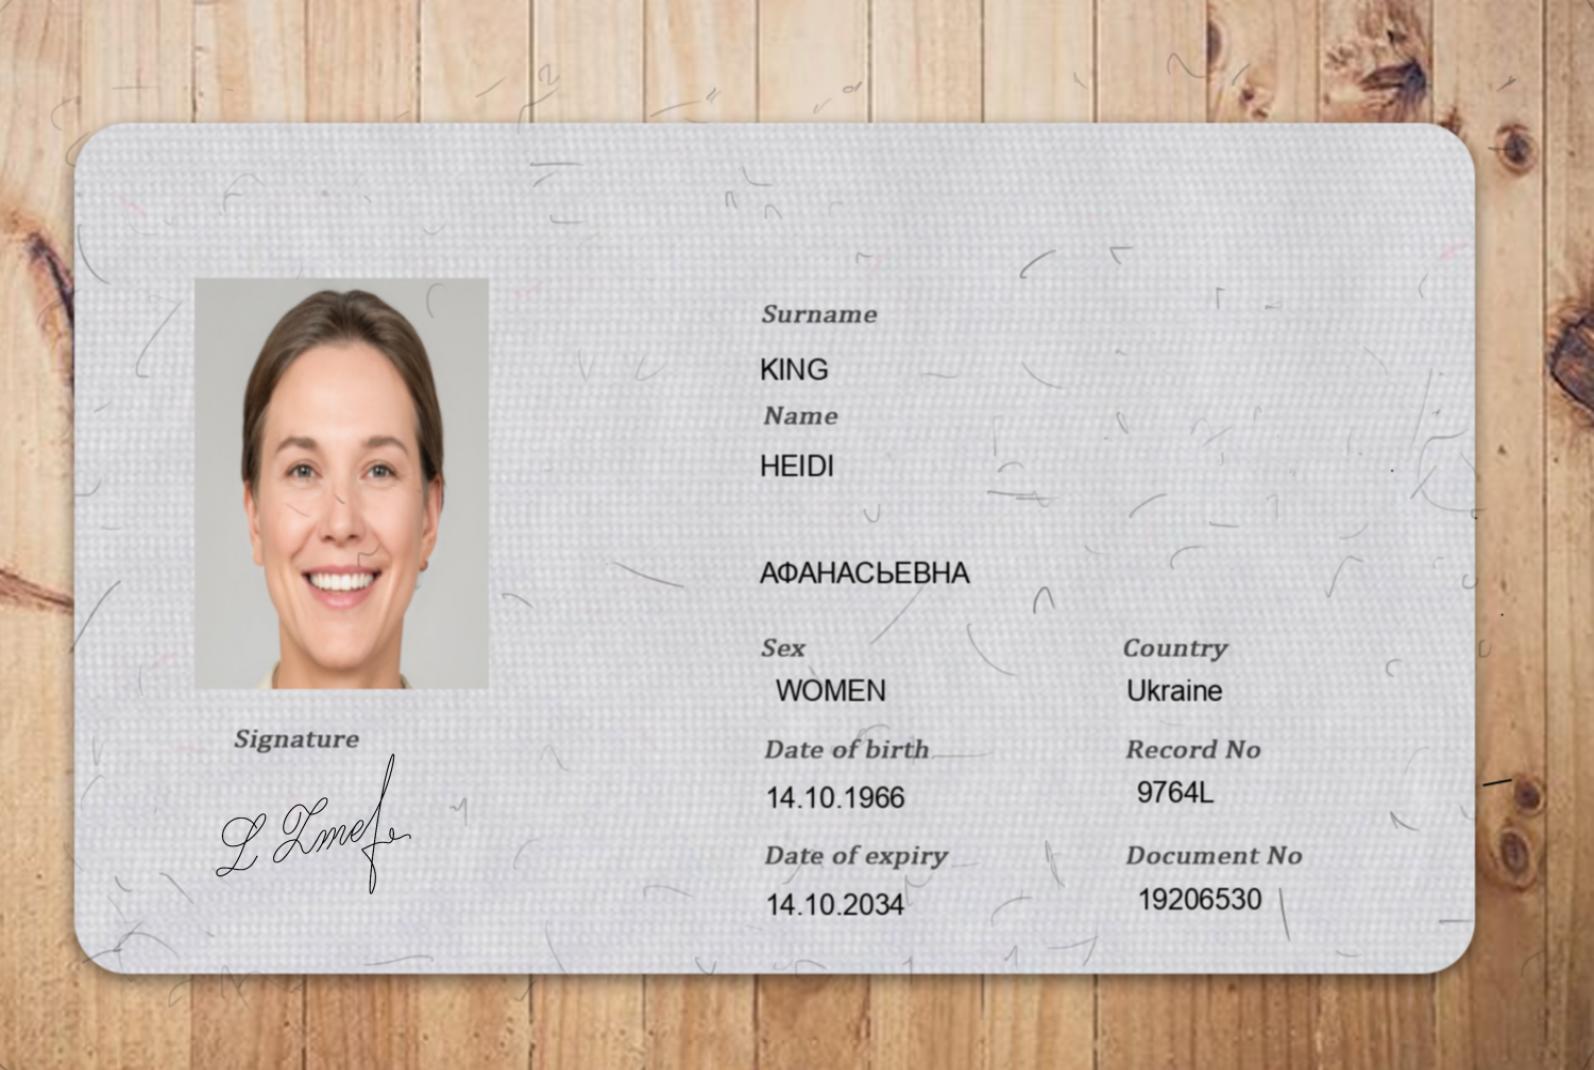 Surname
KING
Name
HEIDI
АФАНАСЬЕВНА
Sex
Country
WOMEN
Ukraine
Date of birth
Record No
14.10.1966
9764L
Date of expiry
Document No
14.10.2034
19206530
Signature